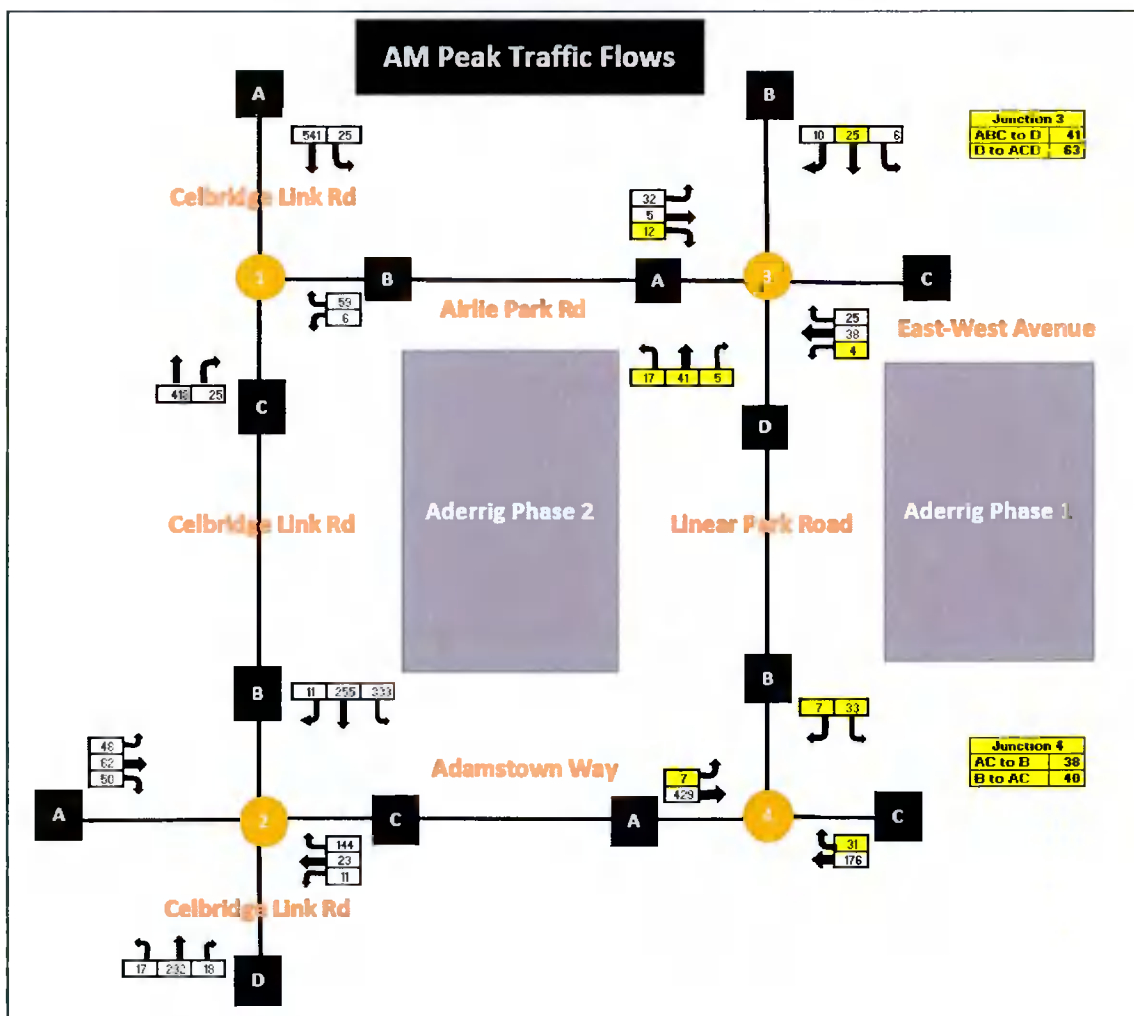 AM Peak Traffic Flows
A
B
541 25
10 25 6
Junction 3
ABC to D 41
D to ACD 63
Celbridge Link Rd
32
5
12
1
B
A
3
C
59
6
Airlie Park Rd
25
38
4
East-West Avenue
25
C
17 41 5
D
Celbridge Link Rd
Aderrig Phase 2
Linear Park Road
Aderrig Phase 1
B
11 255 333
B
7 33
48
62
50
Adamstown Way
7
429
Junction 4
AC to B 38
B to AC 40
A
2
C
A
4
C
144
23
11
31
176
Celbridge Link Rd
17 232 18
D